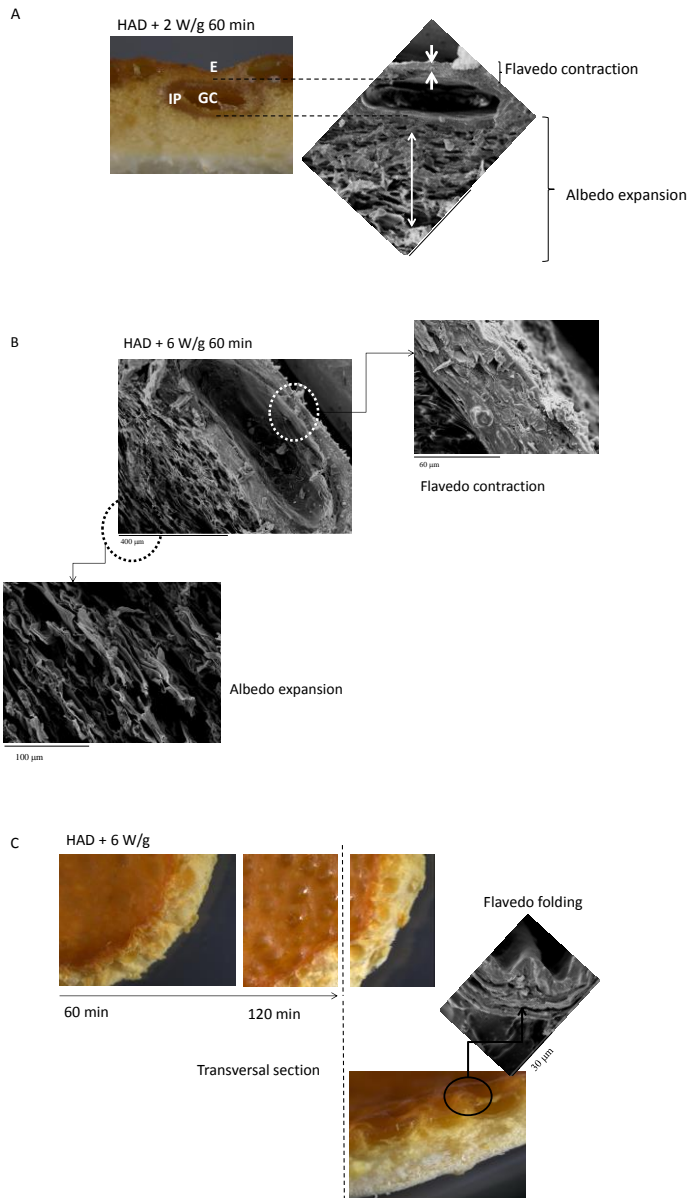 A
HAD + 2 W/g 60 min
E
IP GC
Flavedo contraction
Albedo expansion
B
HAD + 6 W/g 60 min
400 µm
60 µm
Flavedo contraction
100 µm
Albedo expansion
C
HAD + 6 W/g
60 min
120 min
Flavedo folding
30 µm
Transversal section